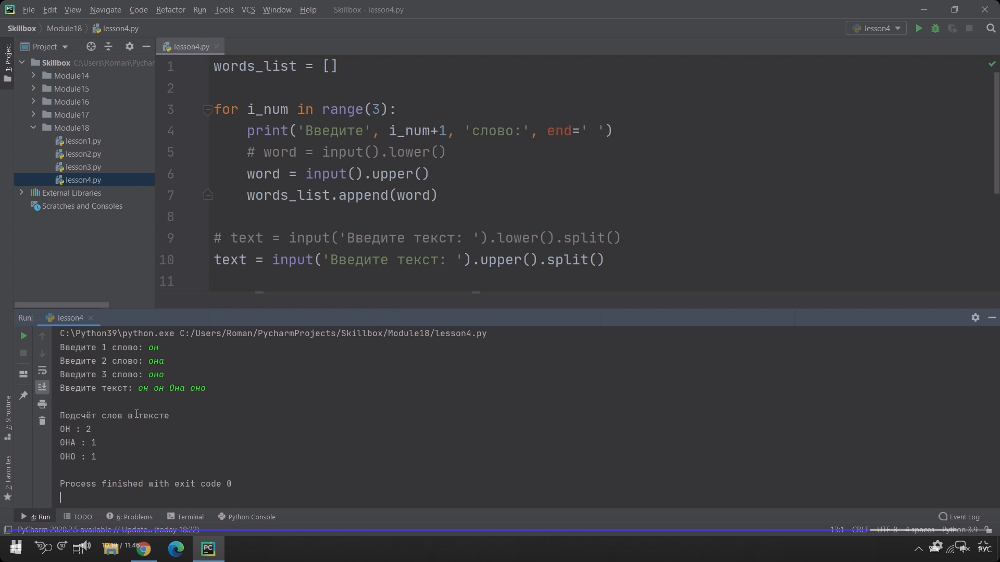 File Edit View Navigate Code Refactor Run Tools VCS Window Help Skillbox - lesson4.py
Skillbox Module18 lesson4.py lesson4
1: Project
Project
lesson4.py
Skillbox C:\Users\Roman\Pychar
Module14
Module15
Module16
Module17
Module18
lesson1.py
lesson2.py
lesson3.py
lesson4.py
External Libraries
Scratches and Consoles
1 words_list = []
2
3 for i_num in range(3):
4 print('Введите', i_num+1, 'слово:', end=' ')
5 # word = input().lower()
6 word = input().upper()
7 words_list.append(word)
8
9 # text = input('Введите текст: ').lower().split()
10 text = input('Введите текст: ').upper().split()
11
Run: lesson4
C:\Python39\python.exe C:/Users/Roman/PycharmProjects/Skillbox/Module18/lesson4.py
Введите 1 слово: он
Введите 2 слово: она
Введите 3 слово: оно
Введите текст: он он Она оно
Подсчёт слов в тексте
ОН : 2
ОНА : 1
ОНО : 1
Process finished with exit code 0
7: Structure
2: Favorites
4: Run TODO 6: Problems Terminal Python Console Event Log
PyCharm 2020.2.5 available // Update... (today 18:22) 13:1 CRLF UTF-8 4 spaces Python 3.9
10 10 10:19 / 11:46 PC РУС